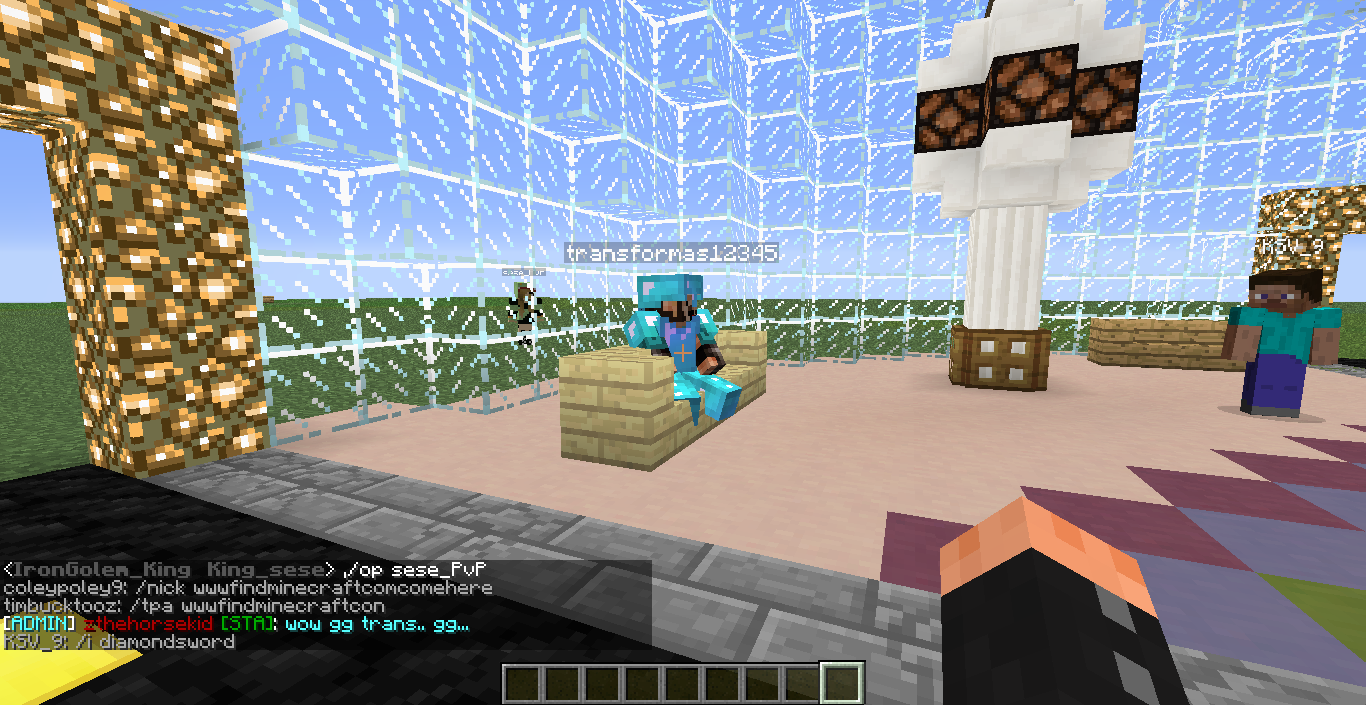 transformas12345
KSV_9
<IronGolem_King King_sese> ,/op sese_PvP
coleypoley9: /nick wwwfindminecraftcomcomehere
timbucktooz: /tpa wwwfindminecraftcon
[ADMIN] zthehorsekid [STA]: wow gg trans.. gg...
KSV_9: /i diamondsword